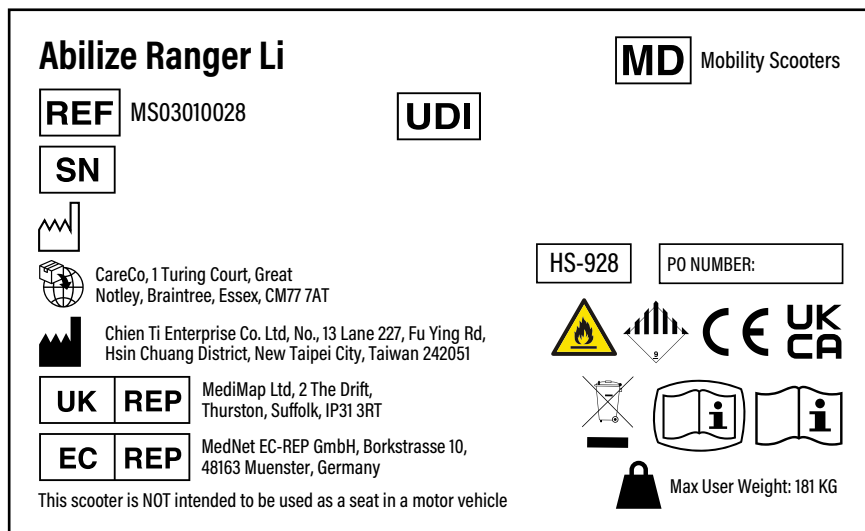 Abilize Ranger Li
MD Mobility Scooters
REF MS03010028
UDI
SN
HS-928
PO NUMBER:
CareCo, 1 Turing Court, Great
Notley, Braintree, Essex, CM77 7AT
Chien Ti Enterprise Co. Ltd, No., 13 Lane 227, Fu Ying Rd,
Hsin Chuang District, New Taipei City, Taiwan 242051
9
CE
UK
CA
UK REP
MediMap Ltd, 2 The Drift,
Thurston, Suffolk, IP31 3RT
i
i
EC REP
MedNet EC-REP GmbH, Borkstrasse 10,
48163 Muenster, Germany
Max User Weight: 181 KG
This scooter is NOT intended to be used as a seat in a motor vehicle